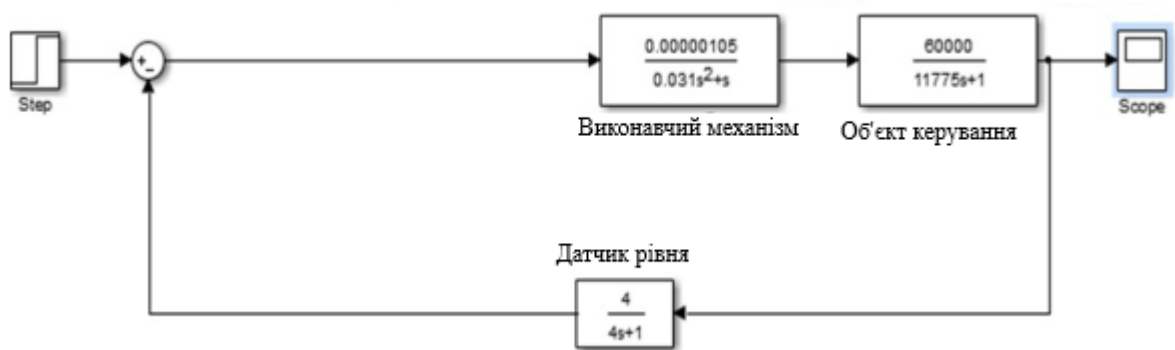 Step
+
-
0.00000105
0.031s²+s
Виконавчий механізм
60000
11775s+1
Об'єкт керування
Scope
Датчик рівня
4
4s+1